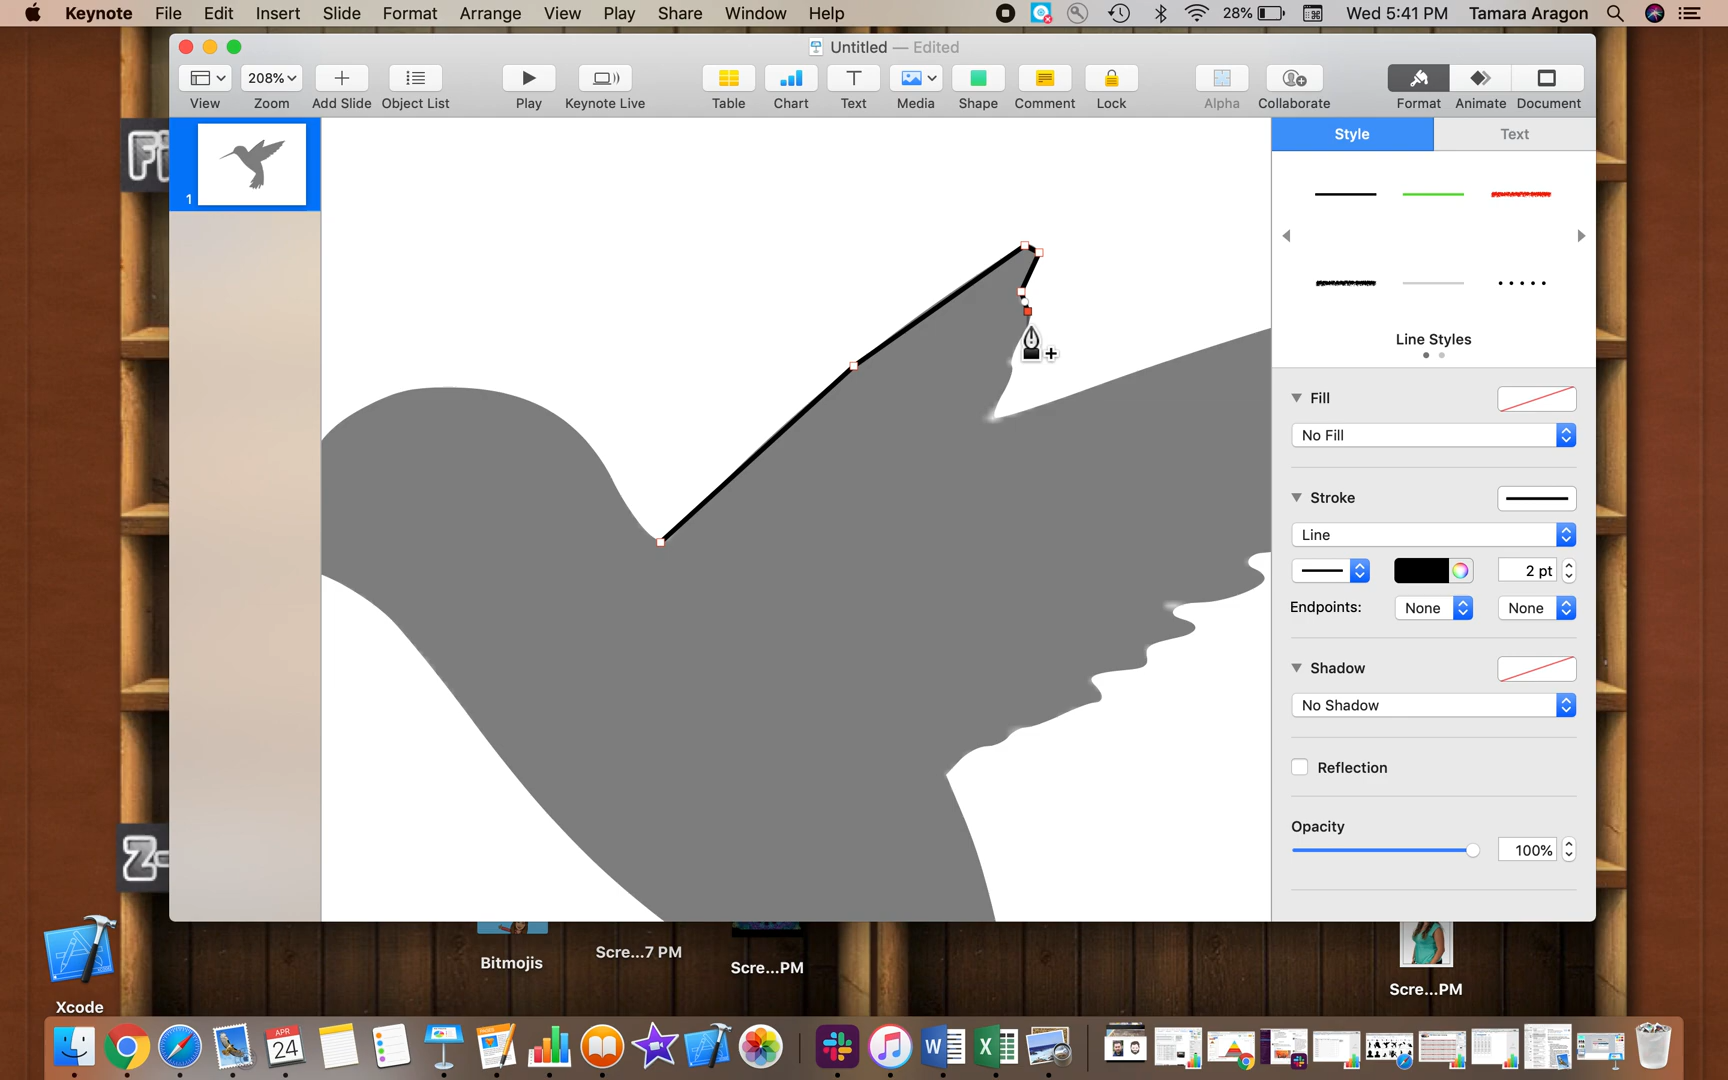 Keynote File Edit Insert Slide Format Arrange View Play Share Window Help 28% Wed 5:41 PM Tamara Aragon
Untitled — Edited
208%
View Zoom Add Slide Object List Play Keynote Live Table Chart Text Media Shape Comment Lock Alpha Collaborate Format Animate Document
Style Text
Fi
1
Line Styles
Fill
No Fill
Stroke
Line
2 pt
Endpoints: None None
Shadow
No Shadow
Reflection
Opacity
100%
Z-
Bitmojis
Scre...7 PM
Scre...PM
Scre...PM
Xcode
APR
24
W
X